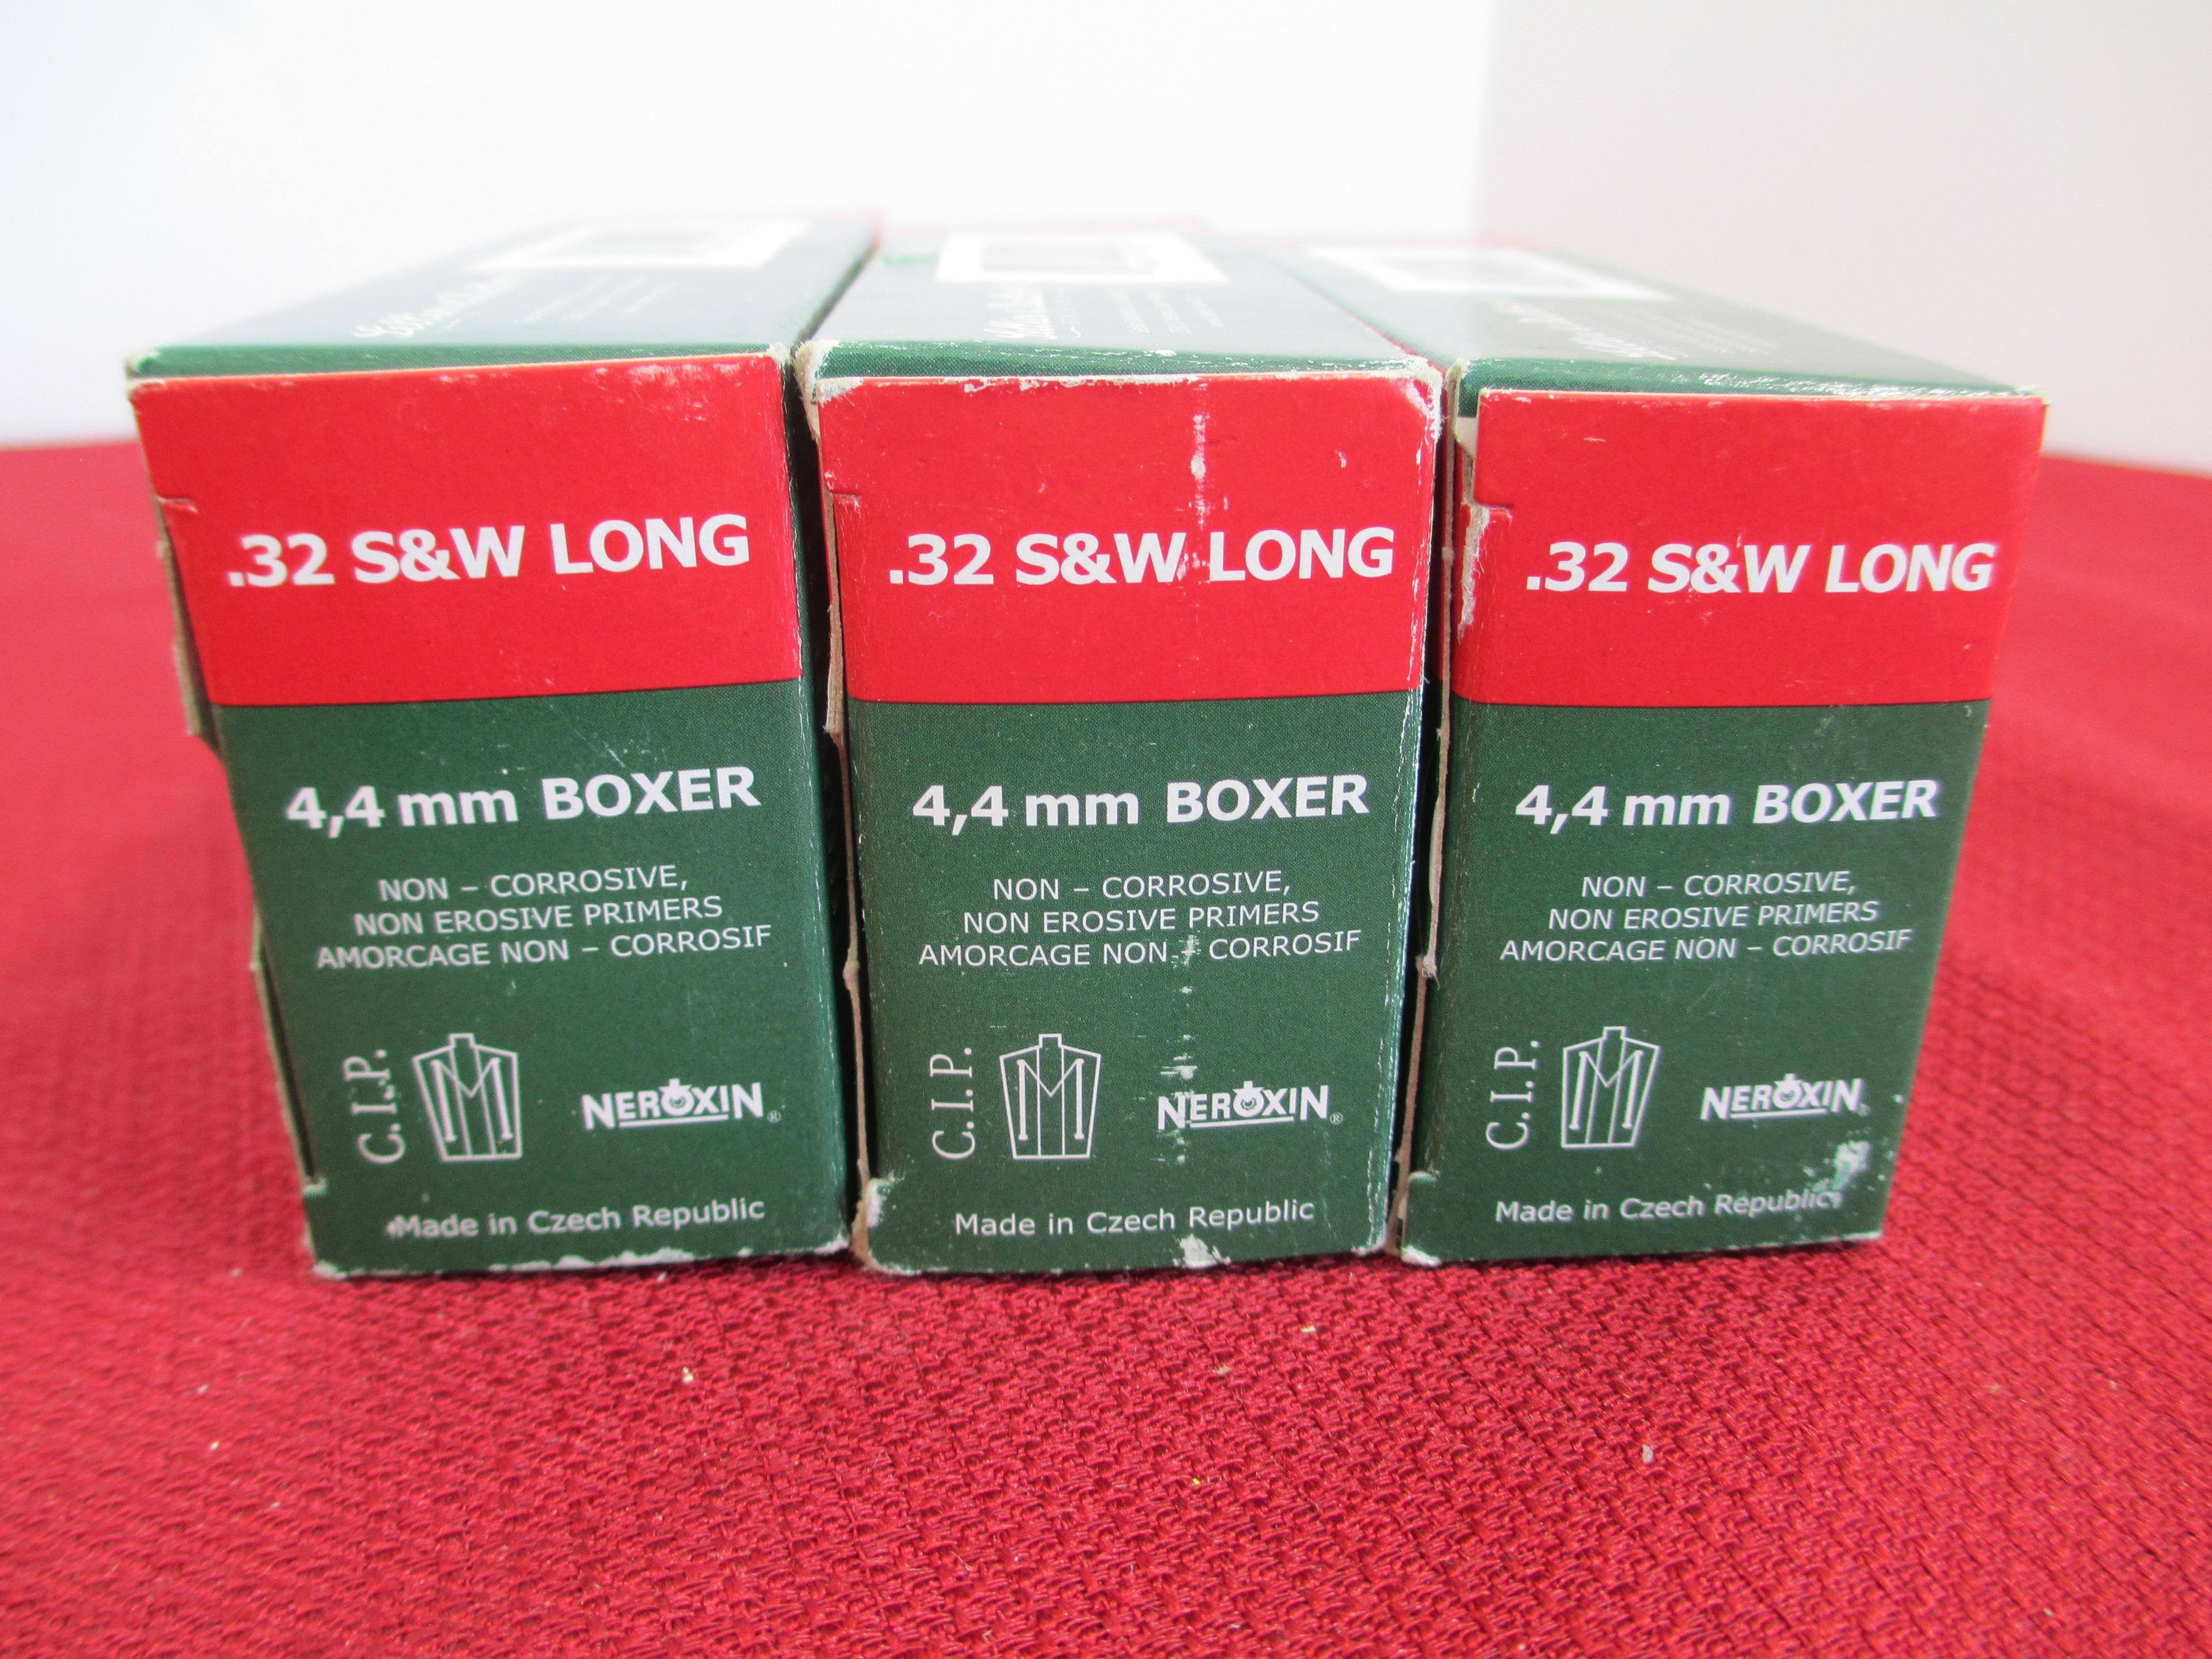 .32 S&W LONG
4,4 mm BOXER
NON – CORROSIVE,
NON EROSIVE PRIMERS
AMORCAGE NON – CORROSIF
C.I.P.
NEROXIN®
Made in Czech Republic
.32 S&W LONG
4,4 mm BOXER
NON – CORROSIVE,
NON EROSIVE PRIMERS
AMORCAGE NON – CORROSIF
C.I.P.
NEROXIN®
Made in Czech Republic
.32 S&W LONG
4,4 mm BOXER
NON – CORROSIVE,
NON EROSIVE PRIMERS
AMORCAGE NON – CORROSIF
C.I.P.
NEROXIN®
Made in Czech Republic